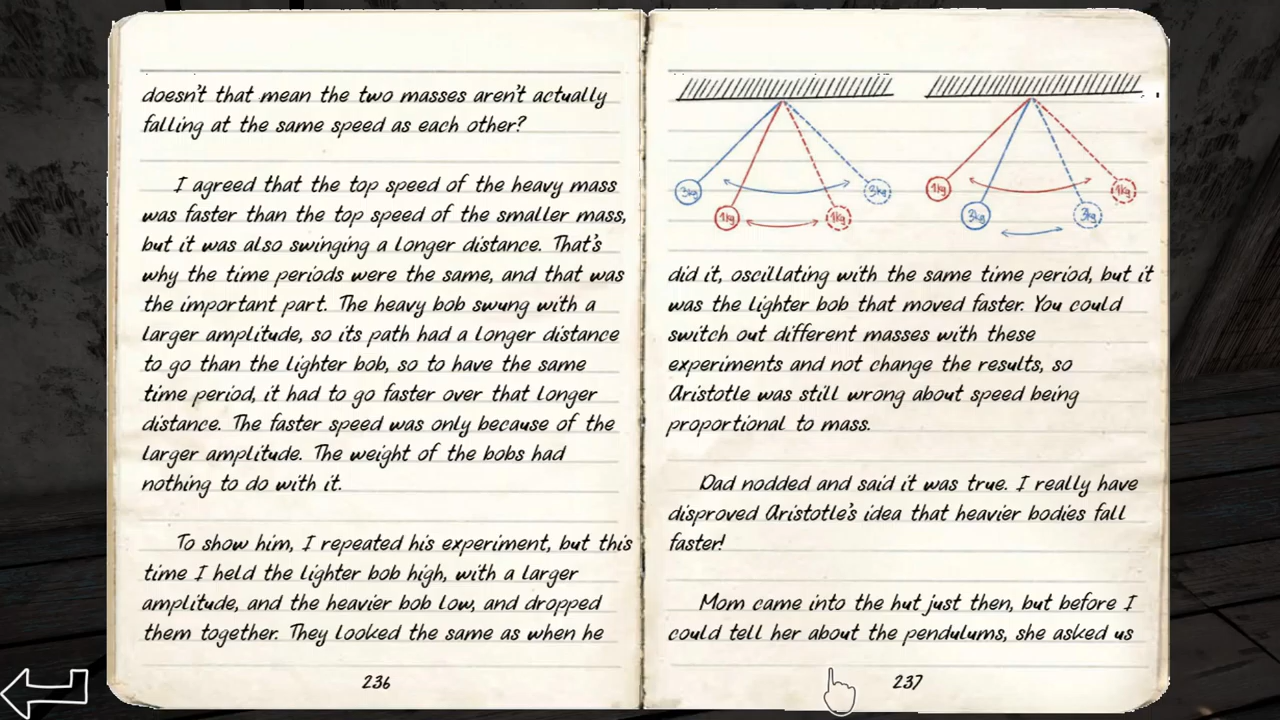 doesn't that mean the two masses aren't actually
falling at the same speed as each other?
I agreed that the top speed of the heavy mass
was faster than the top speed of the smaller mass,
but it was also swinging a longer distance. That's
why the time periods were the same, and that was
the important part. The heavy bob swung with a
larger amplitude, so its path had a longer distance
to go than the lighter bob, so to have the same
time period, it had to go faster over that longer
distance. The faster speed was only because of the
larger amplitude. The weight of the bobs had
nothing to do with it.
To show him, I repeated his experiment, but this
time I held the lighter bob high, with a larger
amplitude, and the heavier bob low, and dropped
them together. They looked the same as when he
236
3kg 3kg
1kg 1kg
1kg 1kg
3kg 3kg
did it, oscillating with the same time period, but it
was the lighter bob that moved faster. You could
switch out different masses with these
experiments and not change the results, so
Aristotle was still wrong about speed being
proportional to mass.
Dad nodded and said it was true. I really have
disproved Aristotle's idea that heavier bodies fall
faster!
Mom came into the hut just then, but before I
could tell her about the pendulums, she asked us
237